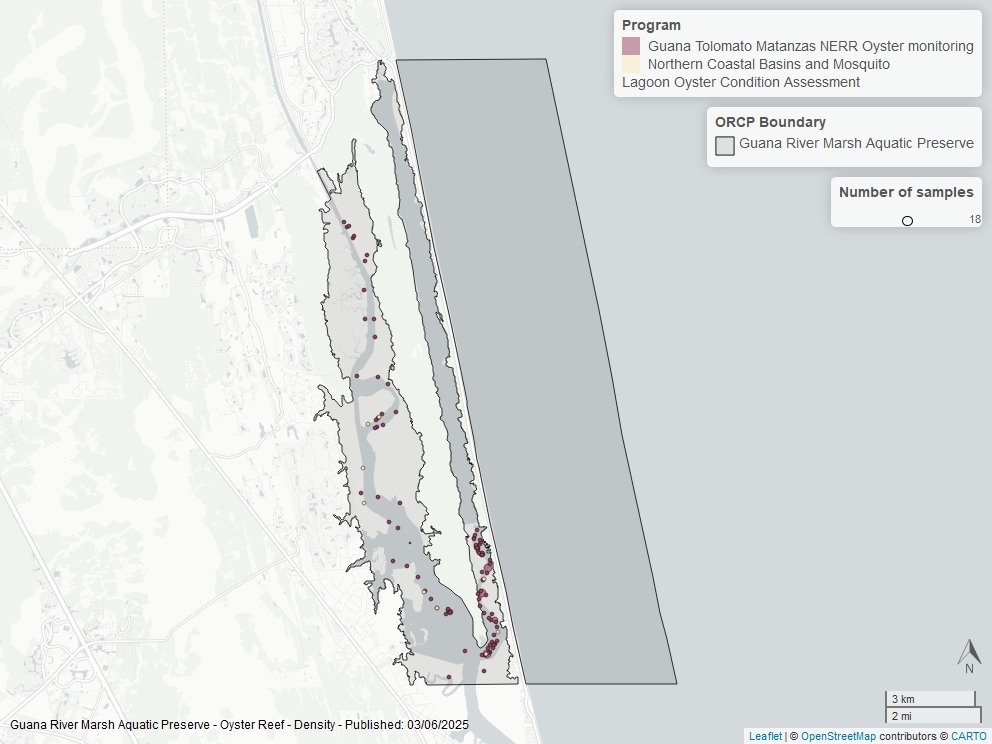 Program
Guana Tolomato Matanzas NERR Oyster monitoring
Northern Coastal Basins and Mosquito
Lagoon Oyster Condition Assessment
ORCP Boundary
Guana River Marsh Aquatic Preserve
Number of samples
18
N
3 km
2 mi
Guana River Marsh Aquatic Preserve - Oyster Reef - Density - Published: 03/06/2025
Leaflet | © OpenStreetMap contributors © CARTO